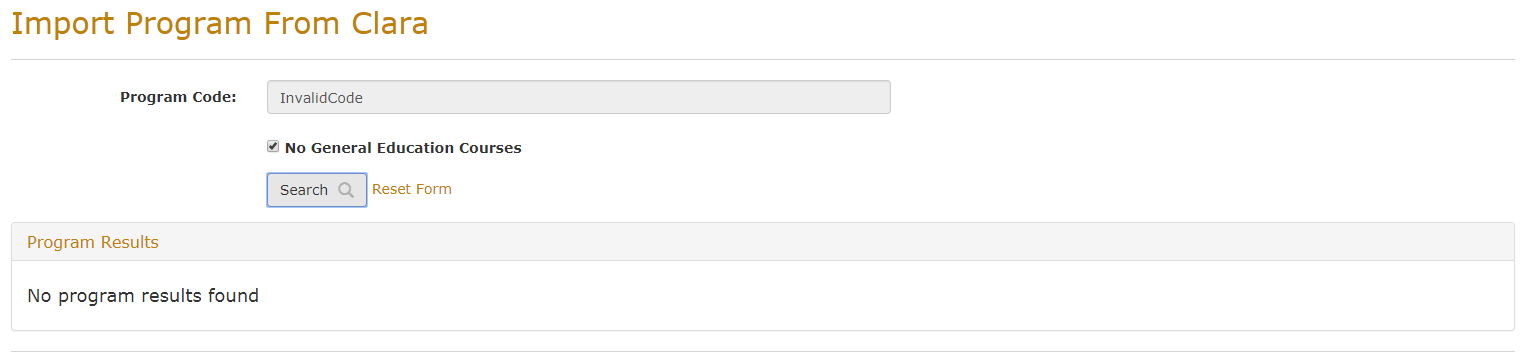 Import Program From Clara
Program Code: InvalidCode
No General Education Courses
Search Reset Form
Program Results
No program results found